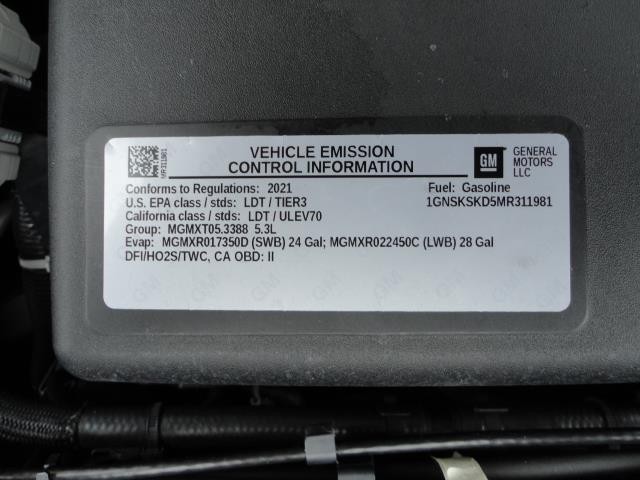 VEHICLE EMISSION
CONTROL INFORMATION
MR311981
GM
GENERAL
MOTORS
LLC
Conforms to Regulations: 2021
Fuel: Gasoline
U.S. EPA class / stds: LDT / TIER3
1GNSKSKD5MR311981
California class / stds: LDT / ULEV70
Group: MGMXT05.3388 5.3L
Evap: MGMXR017350D (SWB) 24 Gal; MGMXR022450C (LWB) 28 Gal
DFI/HO2S/TWC, CA OBD: II